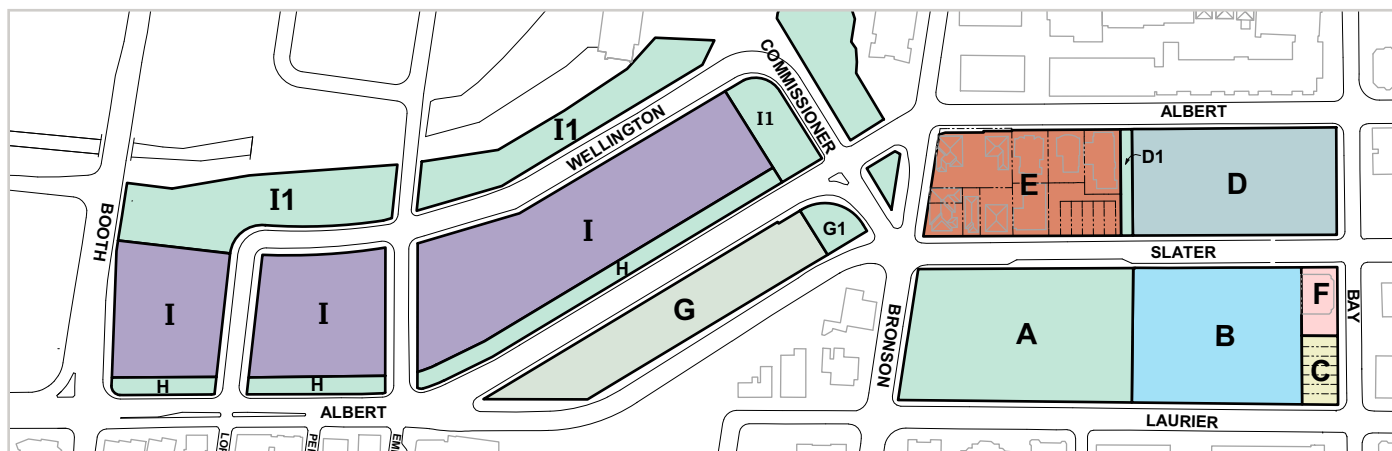 COMMISSIONER
ALBERT
I1
WELLINGTON
I1
D1
E
D
I1
BOOTH
G1
I
SLATER
H
F
BAY
I
I
G
BRONSON
A
B
C
H
H
ALBERT
LAURIER